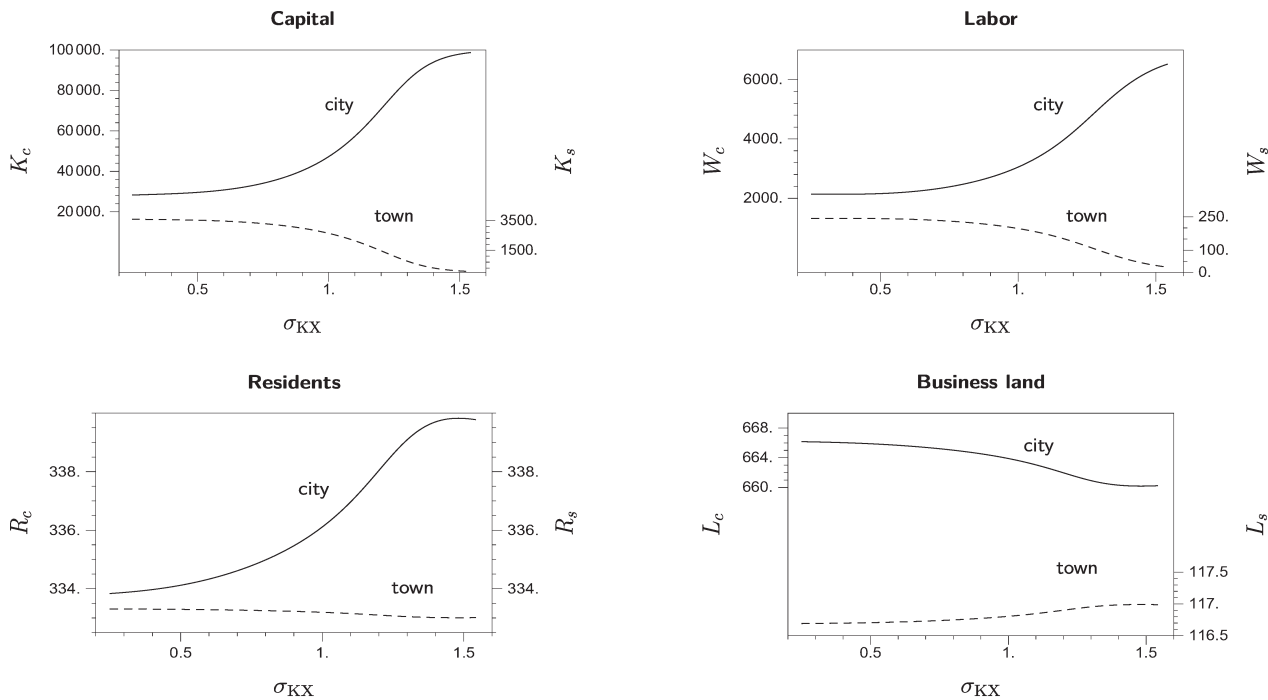 Capital
100 000.
80 000.
60 000.
40 000.
20 000.
K_c
city
town
3500.
1500.
K_s
0.5
1.
1.5
σ_KX
Labor
6000.
4000.
2000.
W_c
city
town
250.
100.
0.
W_s
0.5
1.
1.5
σ_KX
Residents
338.
336.
334.
R_c
city
town
338.
336.
334.
R_s
0.5
1.
1.5
σ_KX
Business land
668.
664.
660.
L_c
city
town
117.5
117.
116.5
L_s
0.5
1.
1.5
σ_KX